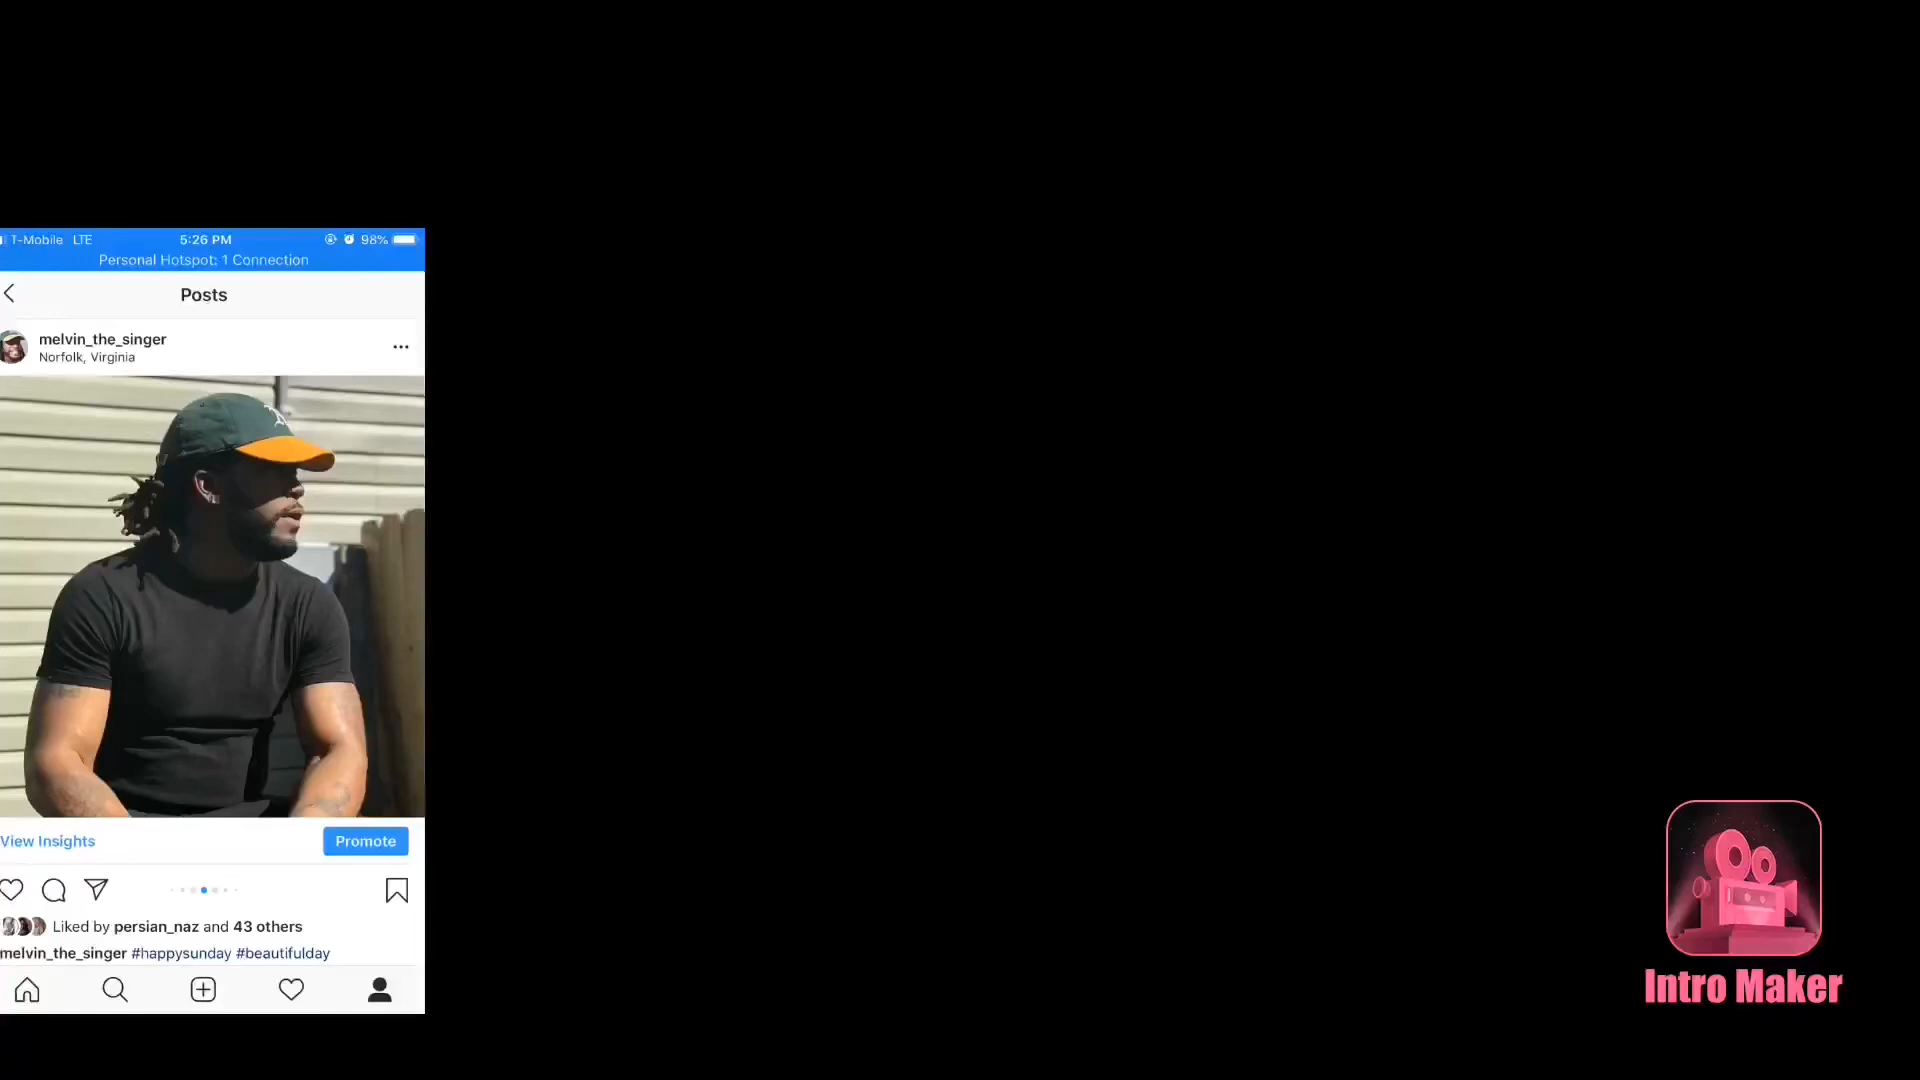 T-Mobile LTE 5:26 PM 98%
Personal Hotspot: 1 Connection
Posts
melvin_the_singer
Norfolk, Virginia
View Insights
Promote
Liked by persian_naz and 43 others
melvin_the_singer #happysunday #beautifulday
Intro Maker